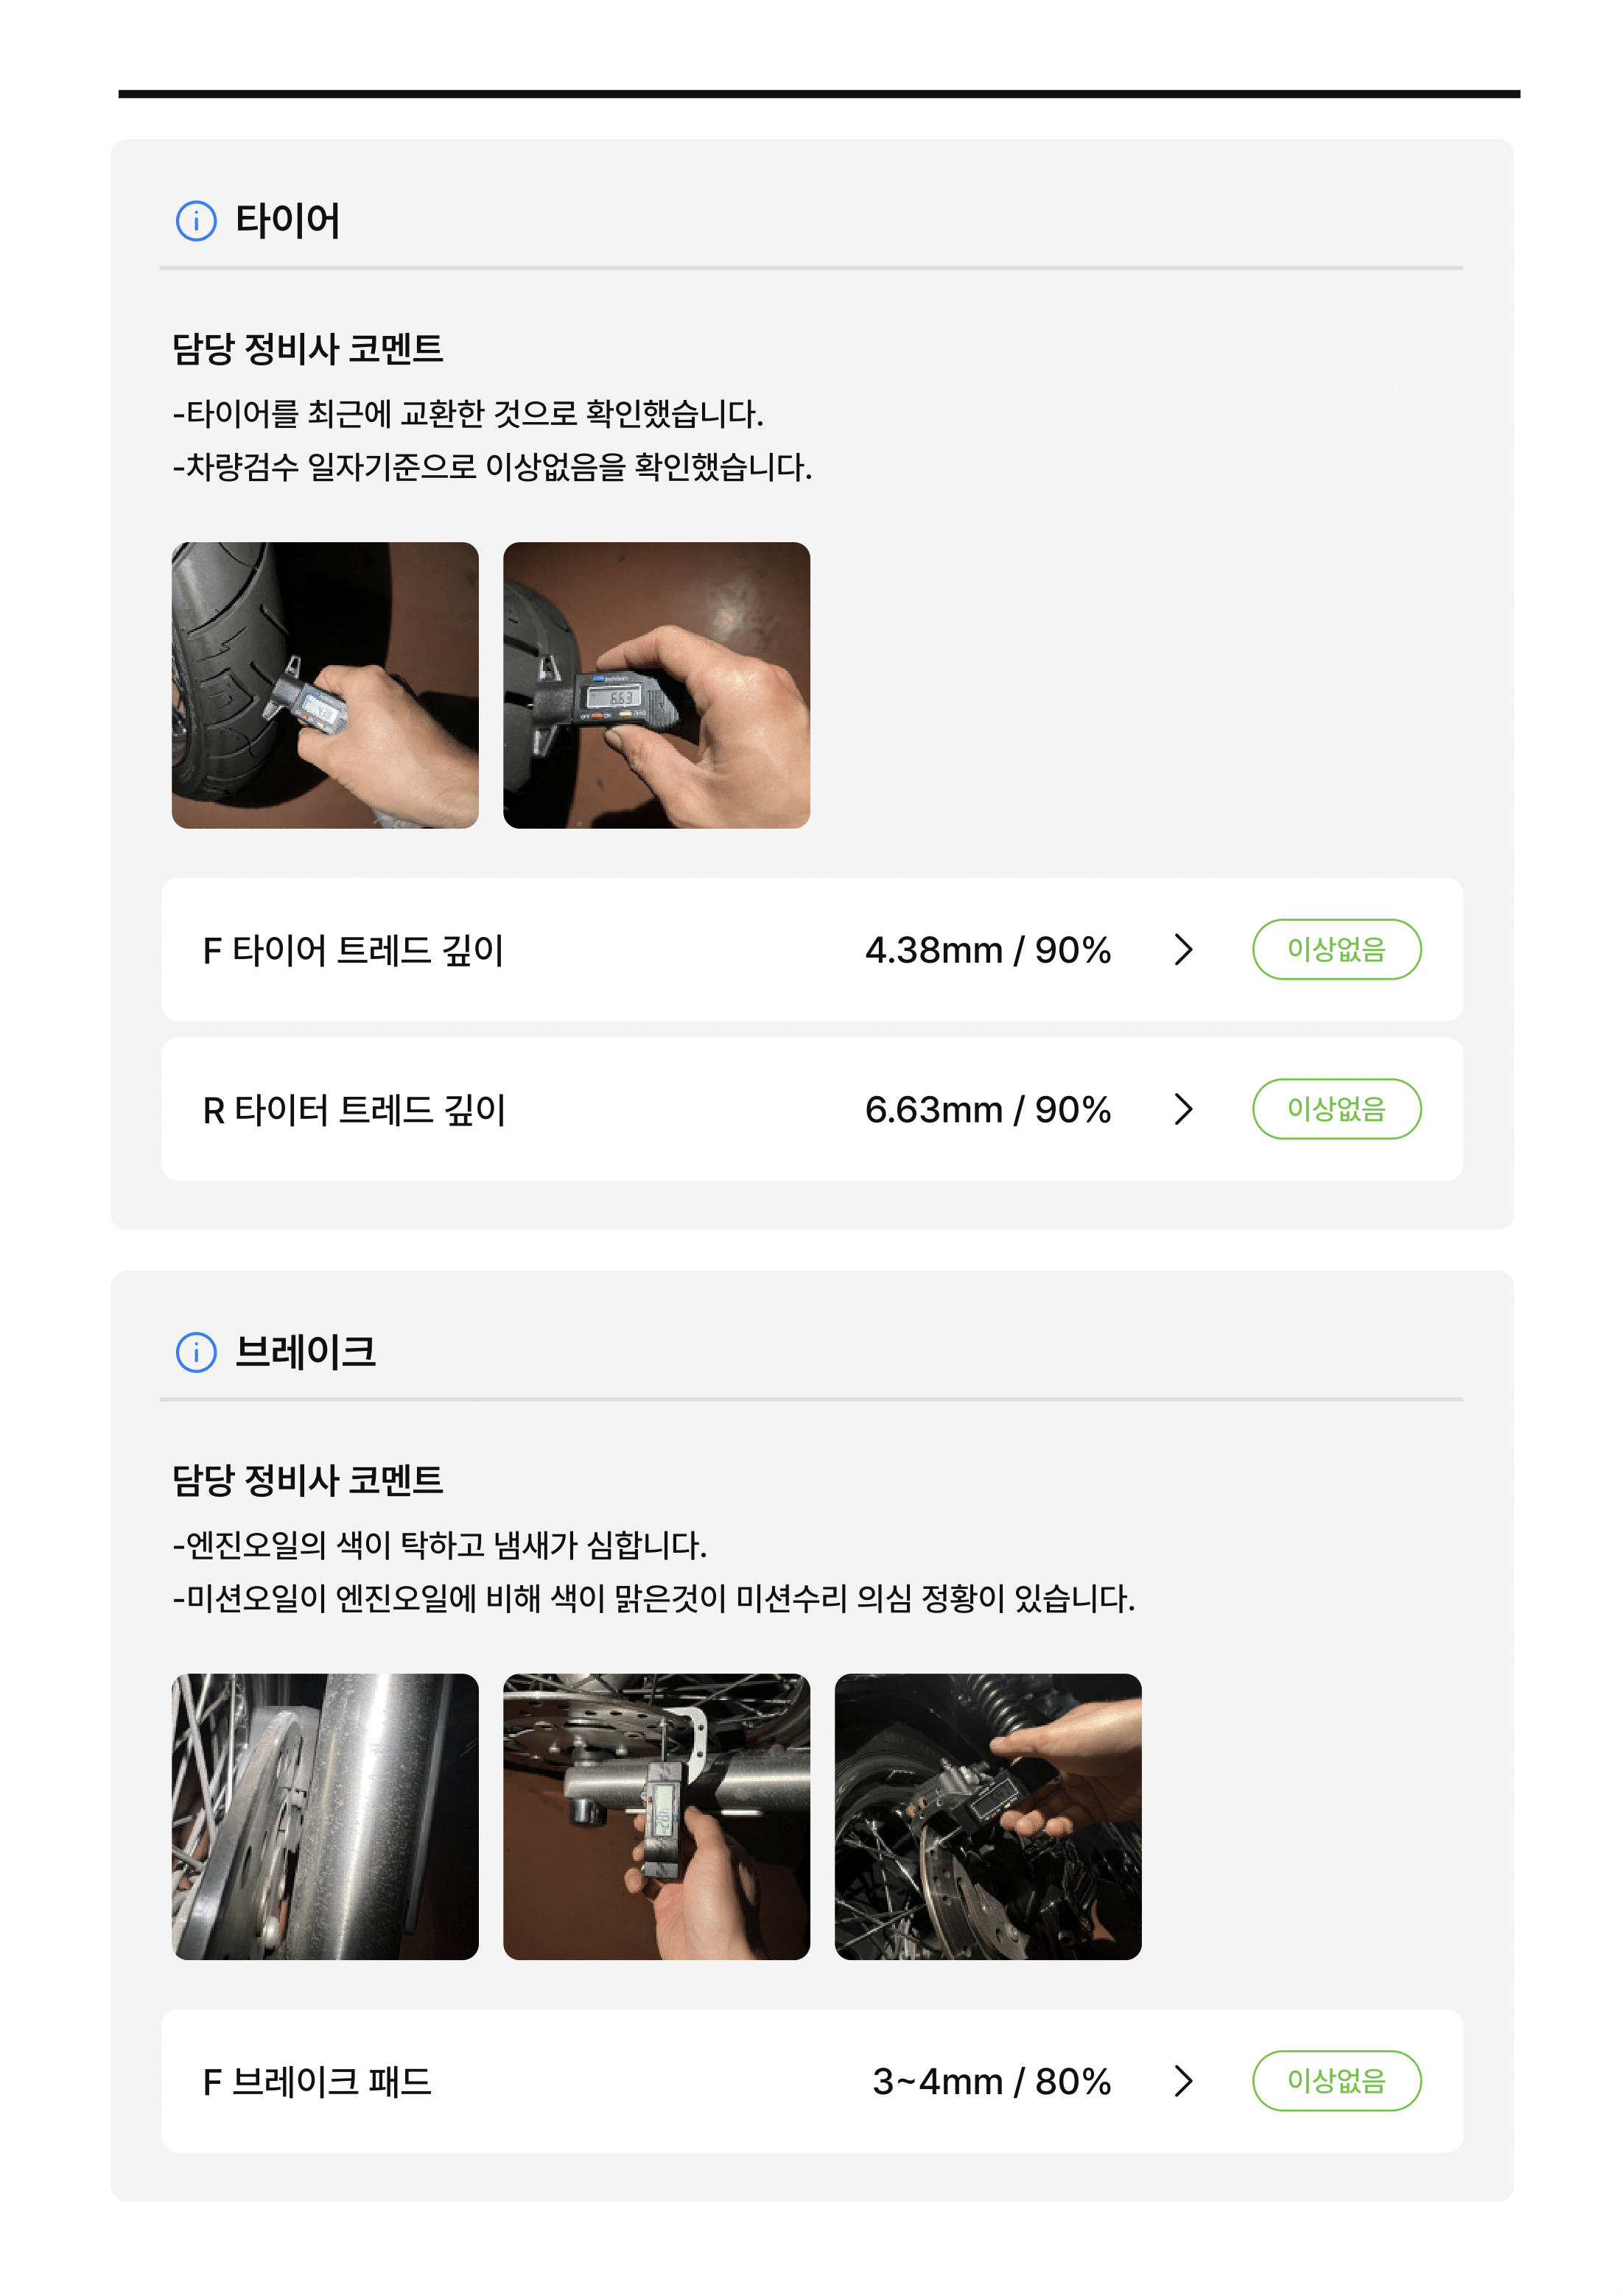 타이어
담당 정비사 코멘트
-타이어를 최근에 교환한 것으로 확인했습니다.
-차량검수 일자기준으로 이상없음을 확인했습니다.
6.63
F 타이어 트레드 깊이 4.38mm / 90% > 이상없음
R 타이터 트레드 깊이 6.63mm / 90% > 이상없음
브레이크
담당 정비사 코멘트
-엔진오일의 색이 탁하고 냄새가 심합니다.
-미션오일이 엔진오일에 비해 색이 맑은것이 미션수리 의심 정황이 있습니다.
F 브레이크 패드 3~4mm / 80% > 이상없음